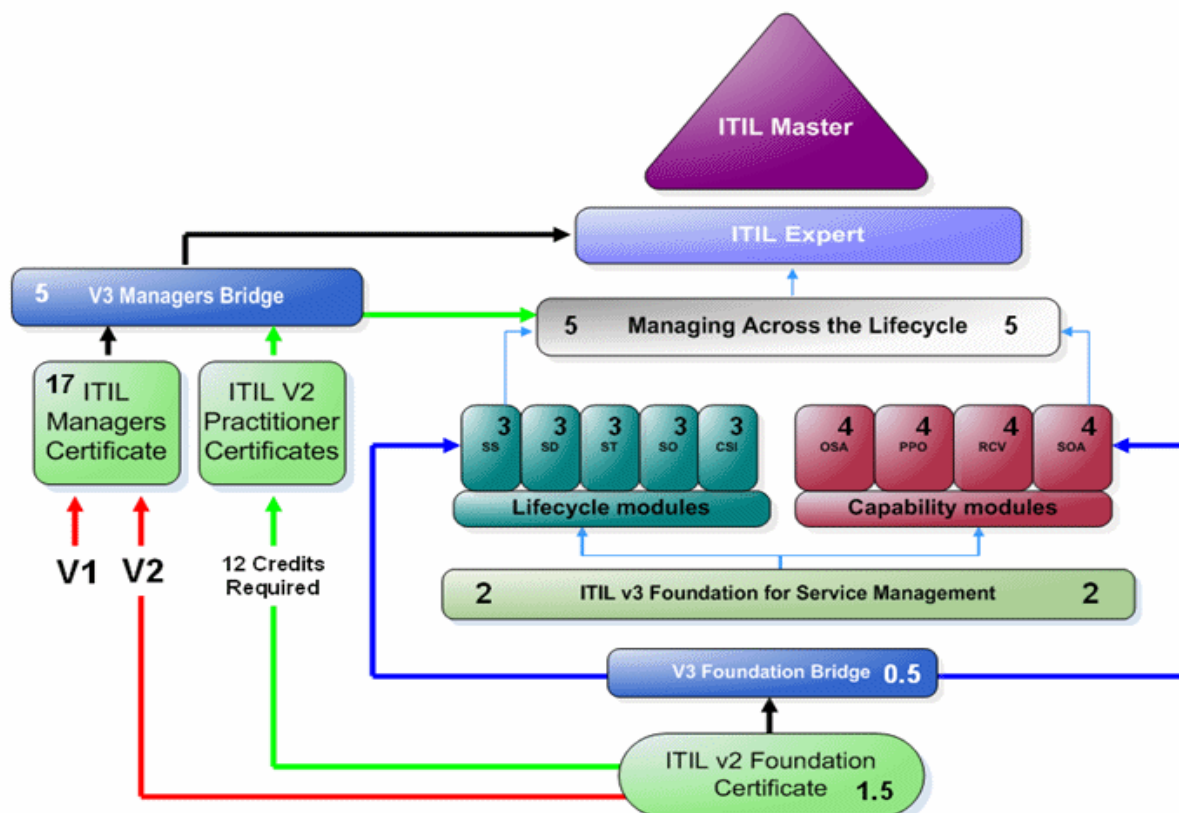 ITIL Master
ITIL Expert
5 V3 Managers Bridge
5 Managing Across the Lifecycle 5
17 ITIL
Managers
Certificate
ITIL V2
Practitioner
Certificates
3 3 3 3 3
SS SD ST SO CSI
Lifecycle modules
4 4 4 4
OSA PPO RCV SOA
Capability modules
V1 V2
12 Credits
Required
2 ITIL v3 Foundation for Service Management 2
V3 Foundation Bridge 0.5
ITIL v2 Foundation
Certificate 1.5